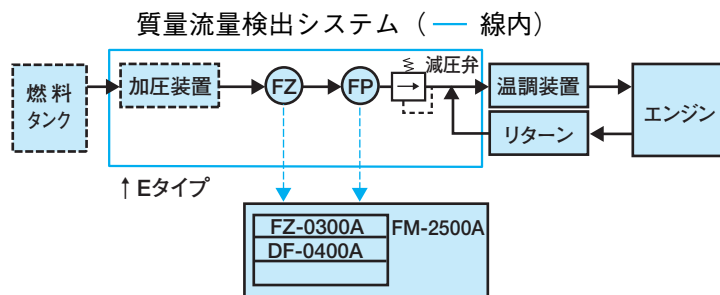 質量流量検出システム（ ― 線内）
燃料
タンク
加圧装置
FZ
FP
減圧弁
温調装置
リターン
エンジン
↑ Eタイプ
FZ-0300A
DF-0400A
FM-2500A